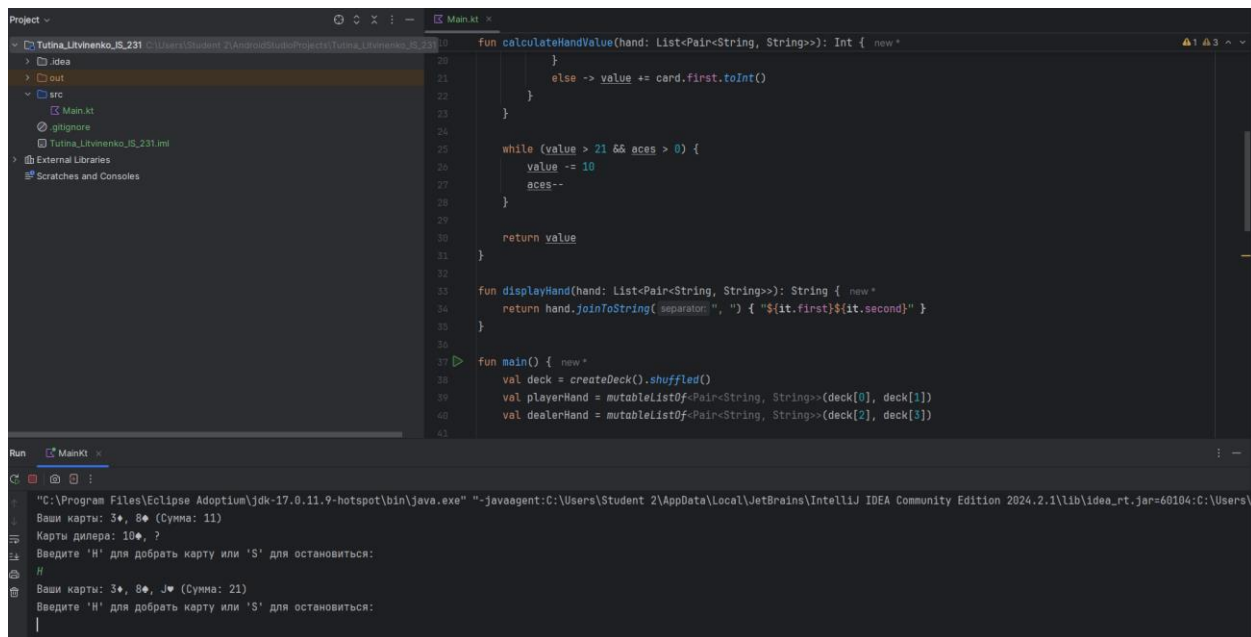 Project
Main.kt
Tutina_Litvinenko_IS_231 C:\Users\Student 2\AndroidStudioProjects\Tutina_Litvinenko_IS_231
.idea
out
src
Main.kt
.gitignore
Tutina_Litvinenko_IS_231.iml
External Libraries
Scratches and Consoles
10 fun calculateHandValue(hand: List<Pair<String, String>>): Int { new * 1 3
20 }
21 else -> value += card.first.toInt()
22 }
23 }
24
25 while (value > 21 && aces > 0) {
26 value -= 10
27 aces--
28 }
29
30 return value
31 }
32
33 fun displayHand(hand: List<Pair<String, String>>): String { new *
34 return hand.joinToString( separator: ", ") { "${it.first}${it.second}" }
35 }
36
37 fun main() { new *
38 val deck = createDeck().shuffled()
39 val playerHand = mutableListOf<Pair<String, String>>(deck[0], deck[1])
40 val dealerHand = mutableListOf<Pair<String, String>>(deck[2], deck[3])
41
Run MainKt
"C:\Program Files\Eclipse Adoptium\jdk-17.0.11.9-hotspot\bin\java.exe" "-javaagent:C:\Users\Student 2\AppData\Local\JetBrains\IntelliJ IDEA Community Edition 2024.2.1\lib\idea_rt.jar=60104:C:\Users\
Ваши карты: 3♦, 8♠ (Сумма: 11)
Карты дилера: 10♠, ?
Введите 'H' для добрать карту или 'S' для остановиться:
H
Ваши карты: 3♦, 8♠, J♥ (Сумма: 21)
Введите 'H' для добрать карту или 'S' для остановиться: